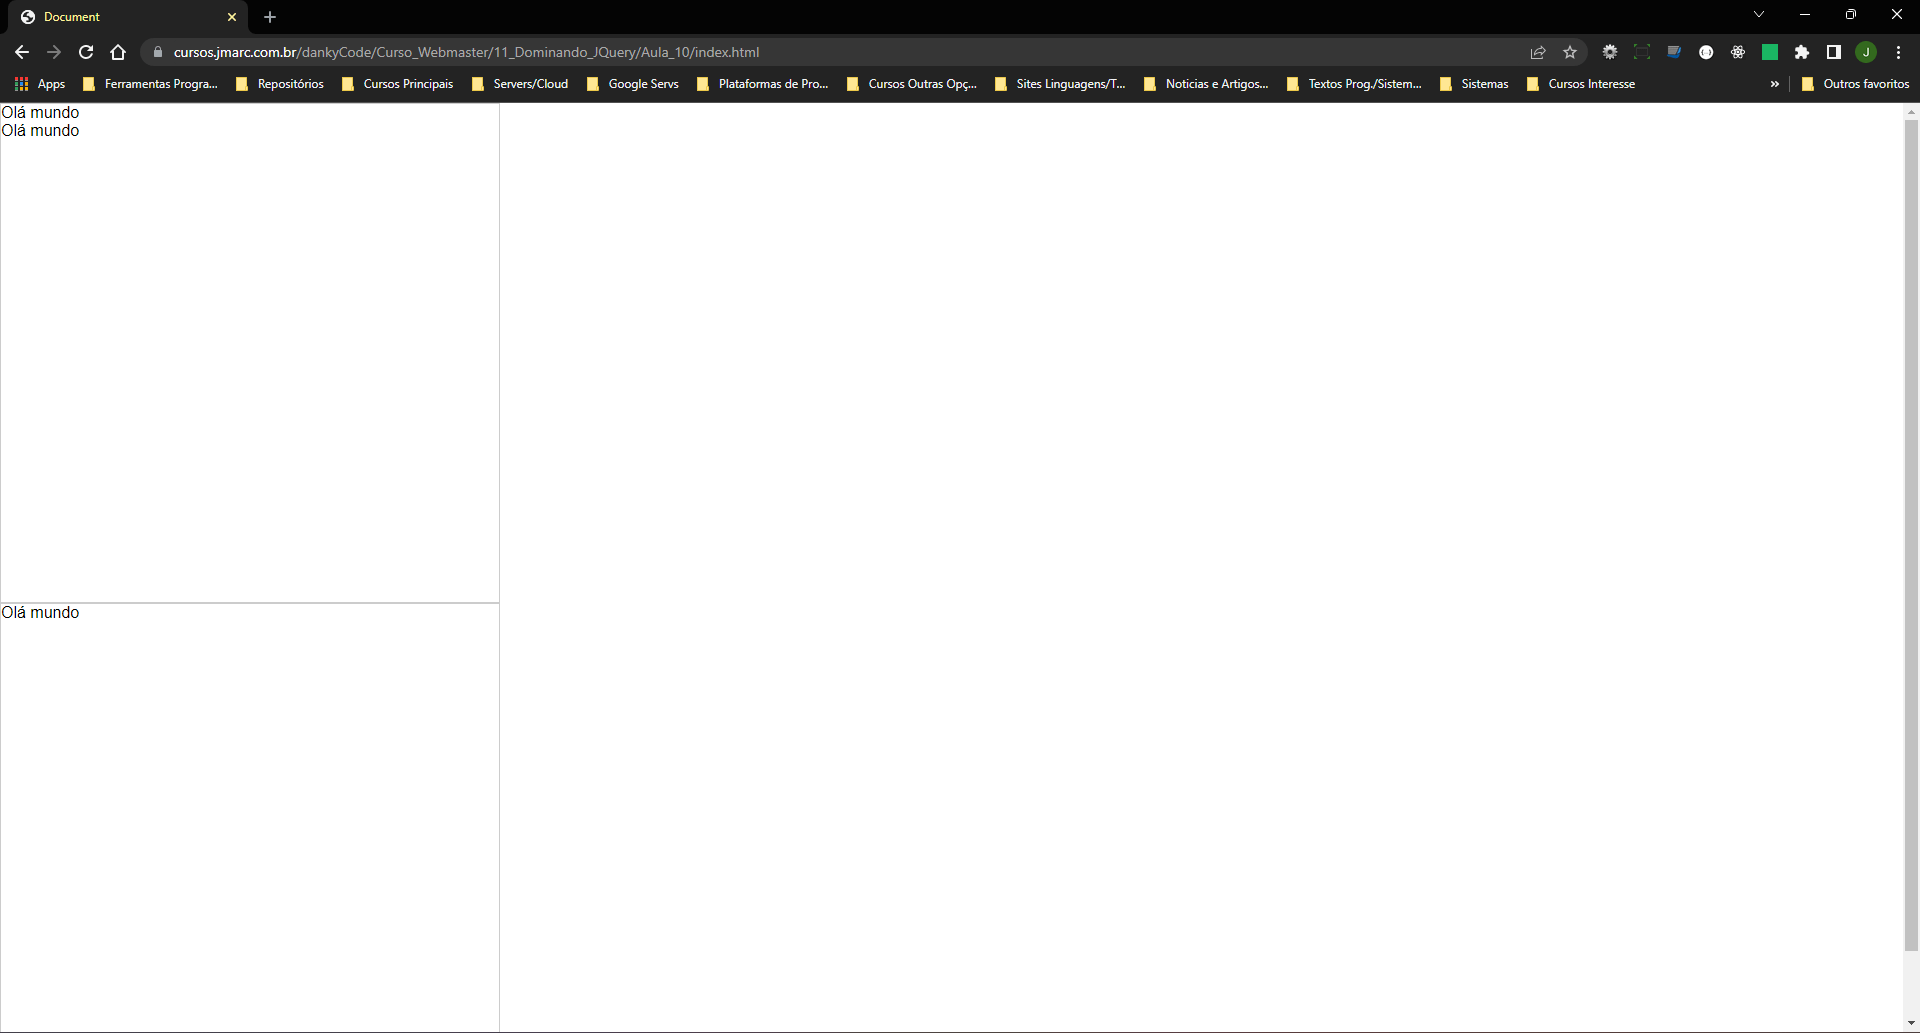 Document
cursos.jmarc.com.br/dankyCode/Curso_Webmaster/11_Dominando_JQuery/Aula_10/index.html
J
Apps Ferramentas Progra... Repositórios Cursos Principais Servers/Cloud Google Servs Plataformas de Pro... Cursos Outras Opç... Sites Linguagens/T... Noticias e Artigos... Textos Prog./Sistem... Sistemas Cursos Interesse » Outros favoritos
Olá mundo
Olá mundo
Olá mundo